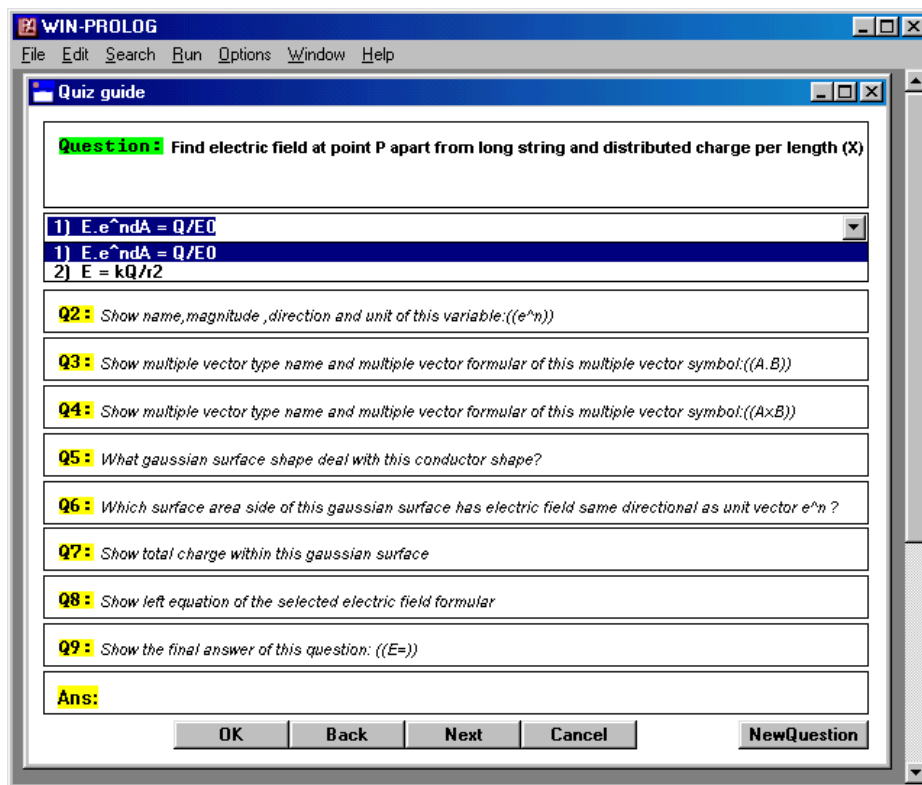 WIN-PROLOG
File Edit Search Run Options Window Help
Quiz guide
Question: Find electric field at point P apart from long string and distributed charge per length (X)
1) E.e^ndA = Q/E0
1) E.e^ndA = Q/E0
2) E = kQ/r2
Q2: Show name,magnitude ,direction and unit of this variable:((e^n))
Q3: Show multiple vector type name and multiple vector formular of this multiple vector symbol:((A.B))
Q4: Show multiple vector type name and multiple vector formular of this multiple vector symbol:((AxB))
Q5: What gaussian surface shape deal with this conductor shape?
Q6: Which surface area side of this gaussian surface has electric field same directional as unit vector e^n ?
Q7: Show total charge within this gaussian surface
Q8: Show left equation of the selected electric field formular
Q9: Show the final answer of this question: ((E=))
Ans:
OK Back Next Cancel NewQuestion